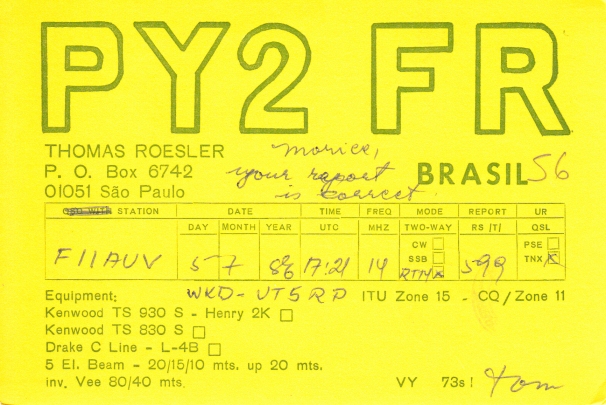 PY2FR
THOMAS ROESLER
P. O. Box 6742
01051 São Paulo
Morice,
your raport
is correct
BRASIL 56
STATION DATE TIME FREQ MODE REPORT UR
DAY MONTH YEAR UTC MHZ TWO-WAY RS /T/ QSL
CW PSE
SSB TNX
F11AUV 5 7 86 17:21 14 RTTY 599
Equipment: WKD-UT5RP ITU Zone 15 - CQ/Zone 11
Kenwood TS 930 S - Henry 2K
Kenwood TS 830 S
Drake C Line - L-4B
5 El. Beam - 20/15/10 mts. up 20 mts.
inv. Vee 80/40 mts.
VY 73s! Tom